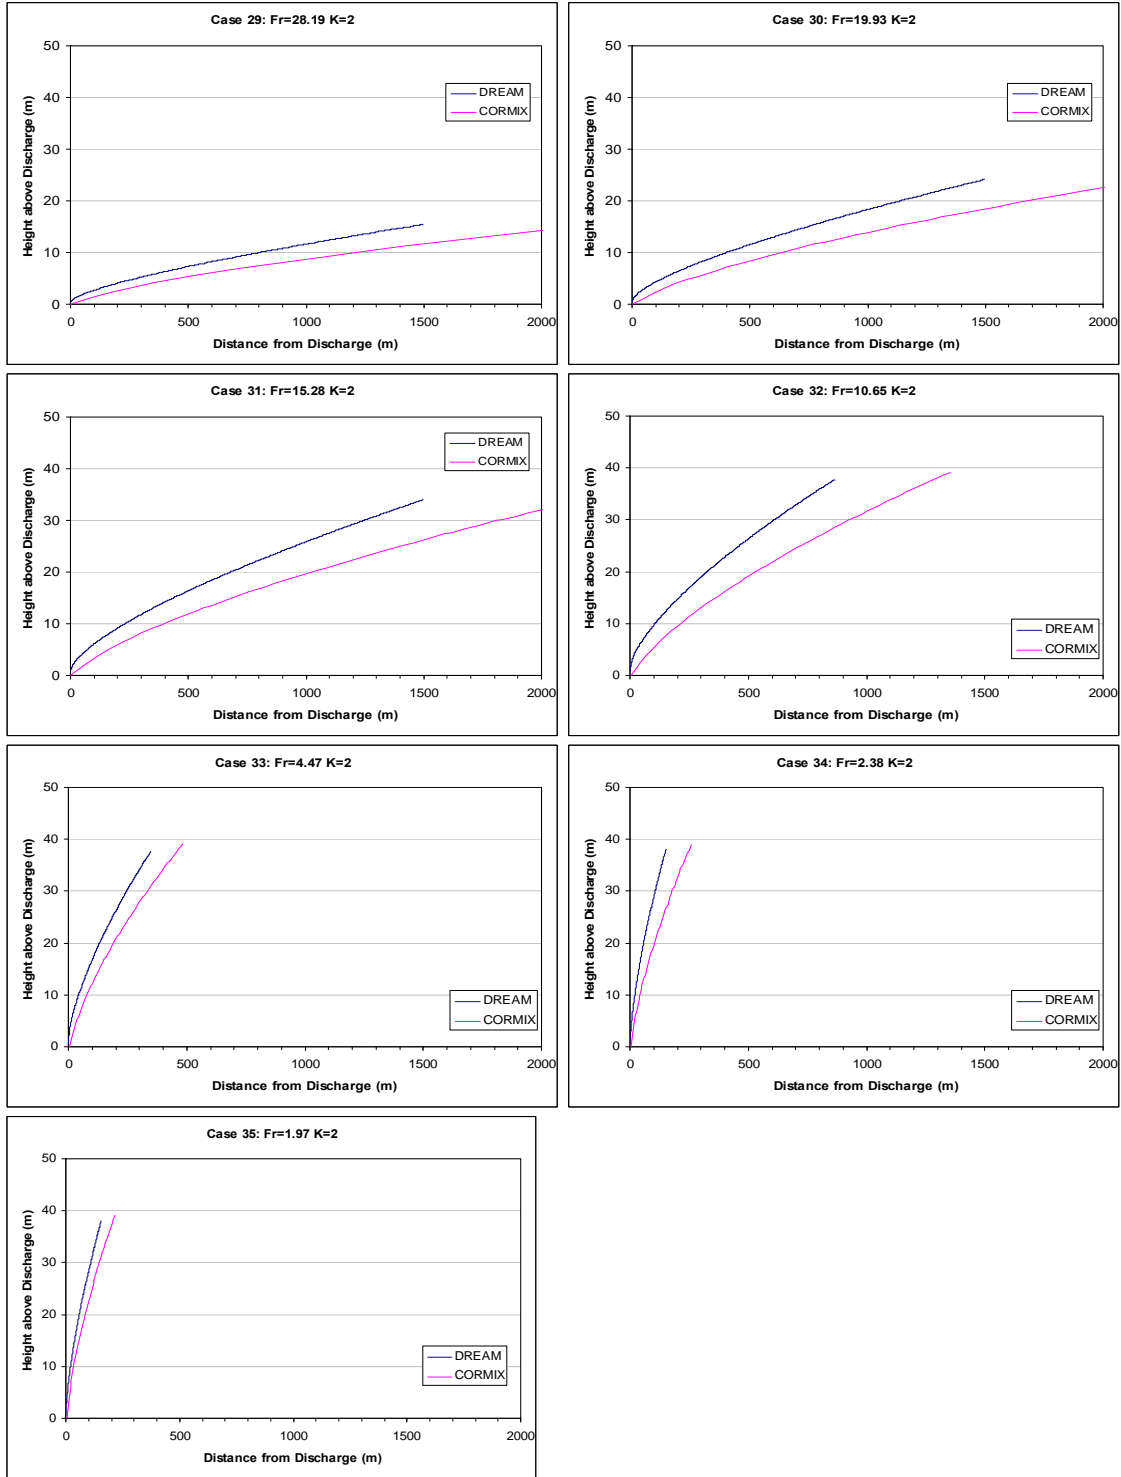 Case 29: Fr=28.19 K=2
50
40
30
20
10
0
Height above Discharge (m)
DREAM
CORMIX
0 500 1000 1500 2000
Distance from Discharge (m)
Case 30: Fr=19.93 K=2
50
40
30
20
10
0
Height above Discharge (m)
DREAM
CORMIX
0 500 1000 1500 2000
Distance from Discharge (m)
Case 31: Fr=15.28 K=2
50
40
30
20
10
0
Height above Discharge (m)
DREAM
CORMIX
0 500 1000 1500 2000
Distance from Discharge (m)
Case 32: Fr=10.65 K=2
50
40
30
20
10
0
Height above Discharge (m)
DREAM
CORMIX
0 500 1000 1500 2000
Distance from Discharge (m)
Case 33: Fr=4.47 K=2
50
40
30
20
10
0
Height above Discharge (m)
DREAM
CORMIX
0 500 1000 1500 2000
Distance from Discharge (m)
Case 34: Fr=2.38 K=2
50
40
30
20
10
0
Height above Discharge (m)
DREAM
CORMIX
0 500 1000 1500 2000
Distance from Discharge (m)
Case 35: Fr=1.97 K=2
50
40
30
20
10
0
Height above Discharge (m)
DREAM
CORMIX
0 500 1000 1500 2000
Distance from Discharge (m)